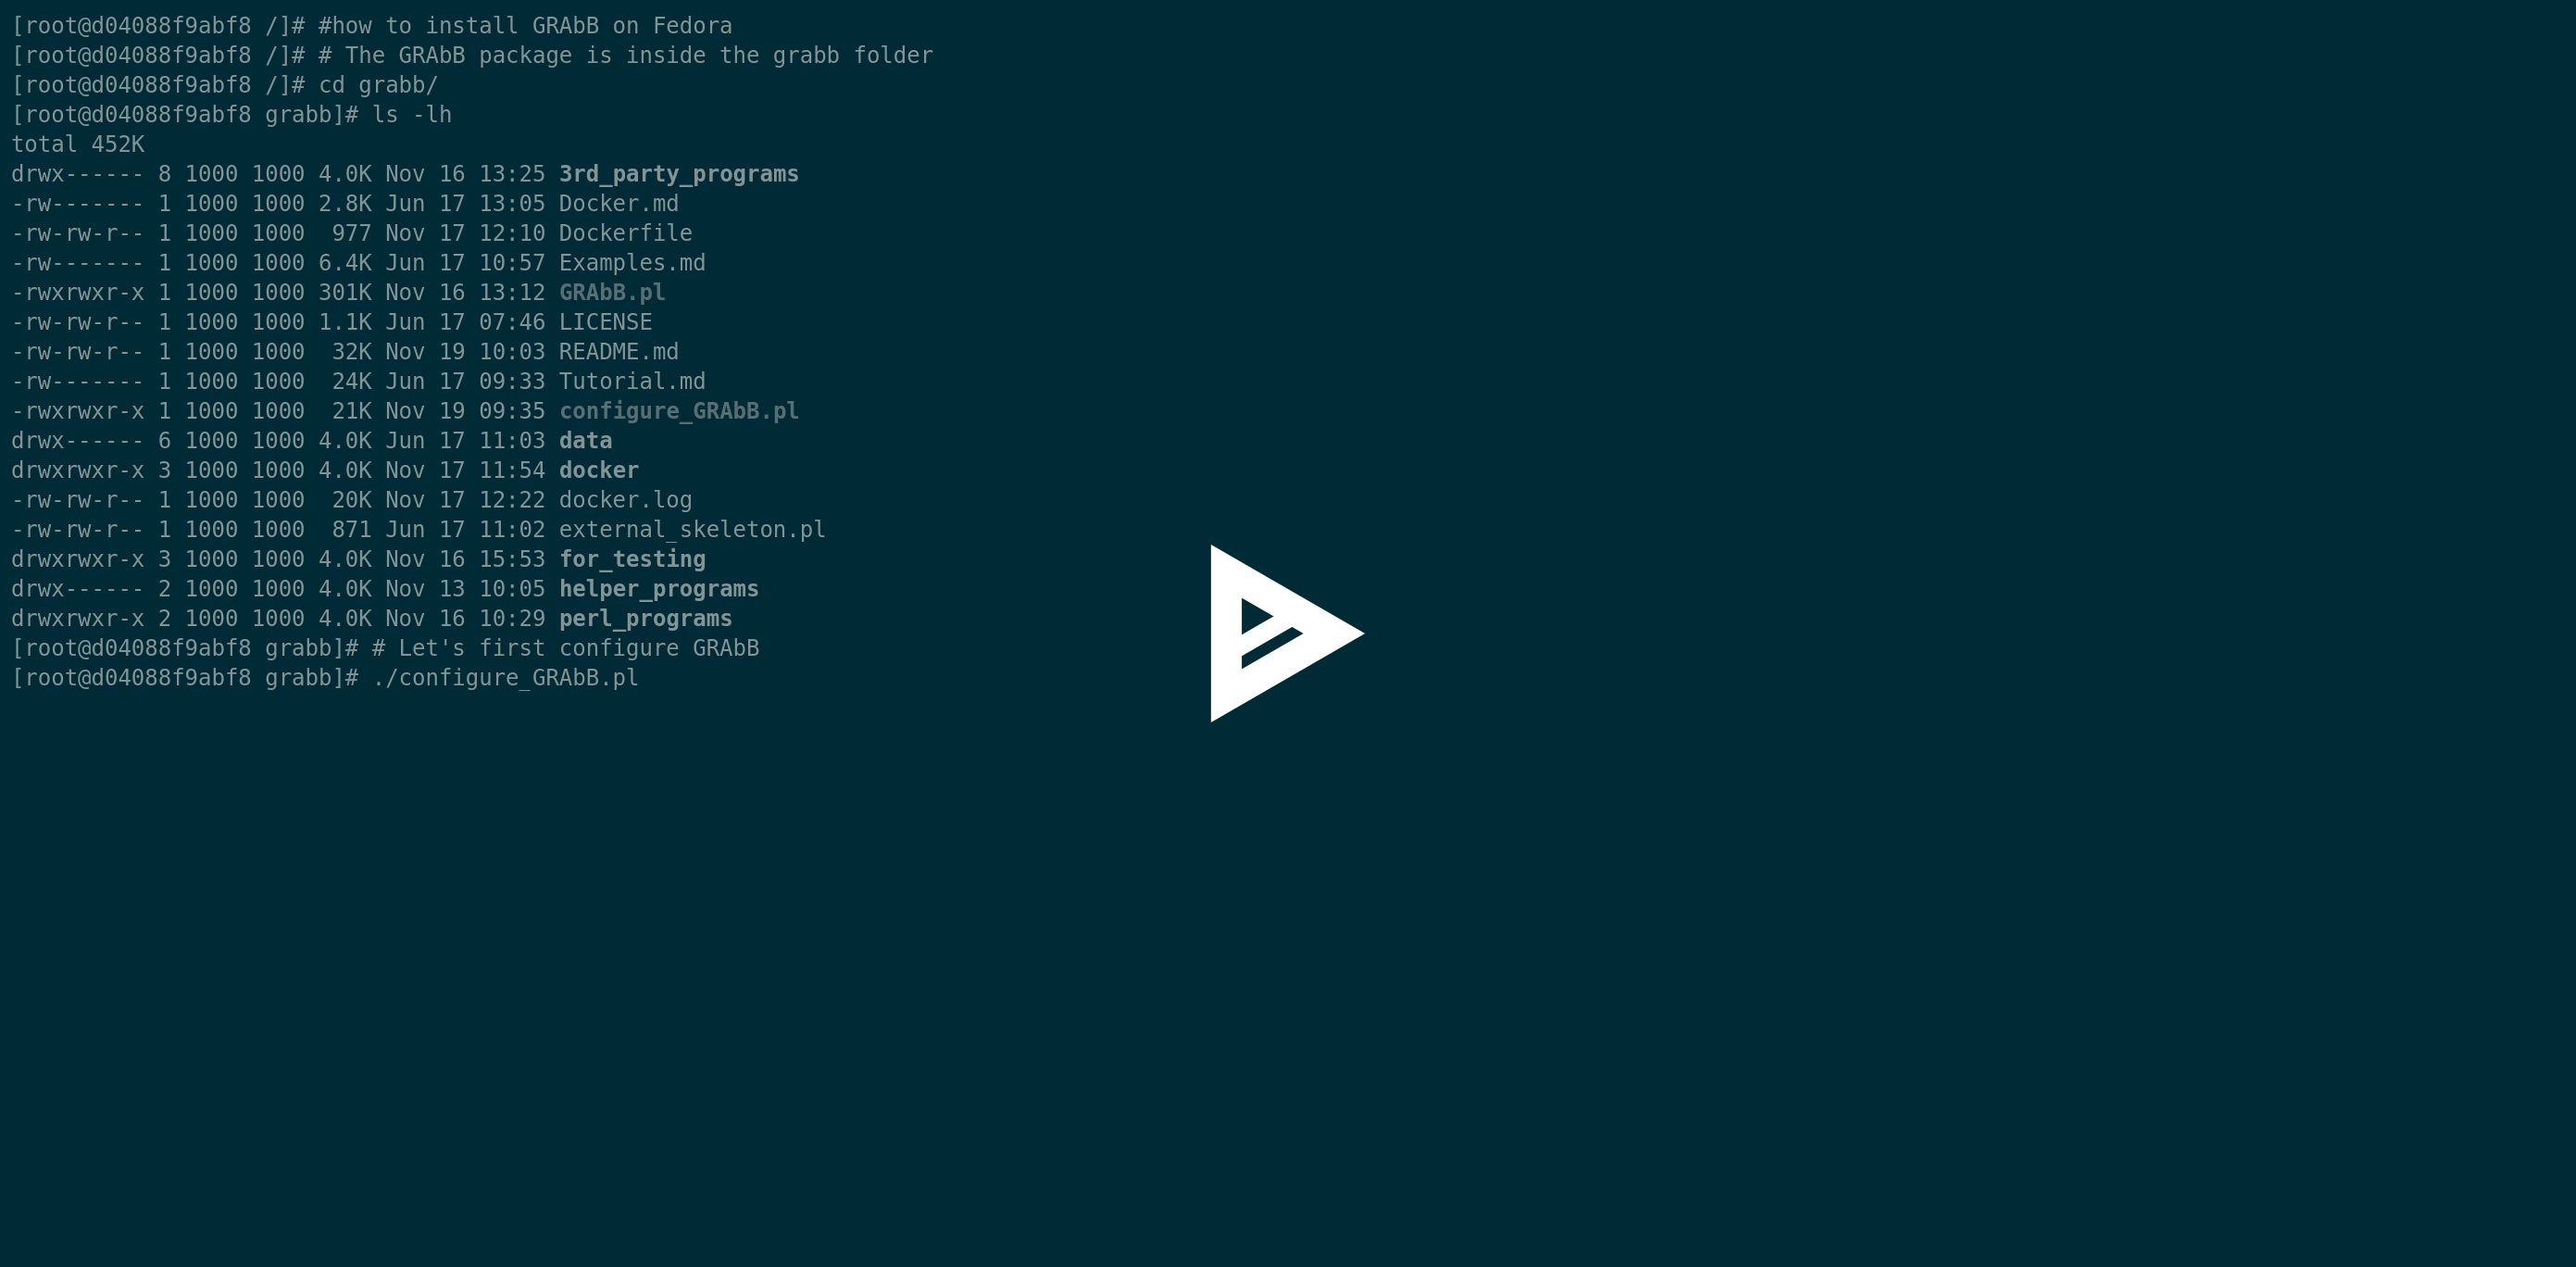 [root@d04088f9abf8 /]# #how to install GRAbB on Fedora
[root@d04088f9abf8 /]# # The GRAbB package is inside the grabb folder
[root@d04088f9abf8 /]# cd grabb/
[root@d04088f9abf8 grabb]# ls -lh
total 452K
drwx------ 8 1000 1000 4.0K Nov 16 13:25 3rd_party_programs
-rw------- 1 1000 1000 2.8K Jun 17 13:05 Docker.md
-rw-rw-r-- 1 1000 1000  977 Nov 17 12:10 Dockerfile
-rw------- 1 1000 1000 6.4K Jun 17 10:57 Examples.md
-rwxrwxr-x 1 1000 1000 301K Nov 16 13:12 GRAbB.pl
-rw-rw-r-- 1 1000 1000 1.1K Jun 17 07:46 LICENSE
-rw-rw-r-- 1 1000 1000  32K Nov 19 10:03 README.md
-rw------- 1 1000 1000  24K Jun 17 09:33 Tutorial.md
-rwxrwxr-x 1 1000 1000  21K Nov 19 09:35 configure_GRAbB.pl
drwx------ 6 1000 1000 4.0K Jun 17 11:03 data
drwxrwxr-x 3 1000 1000 4.0K Nov 17 11:54 docker
-rw-rw-r-- 1 1000 1000  20K Nov 17 12:22 docker.log
-rw-rw-r-- 1 1000 1000  871 Jun 17 11:02 external_skeleton.pl
drwxrwxr-x 3 1000 1000 4.0K Nov 16 15:53 for_testing
drwx------ 2 1000 1000 4.0K Nov 13 10:05 helper_programs
drwxrwxr-x 2 1000 1000 4.0K Nov 16 10:29 perl_programs
[root@d04088f9abf8 grabb]# # Let's first configure GRAbB
[root@d04088f9abf8 grabb]# ./configure_GRAbB.pl